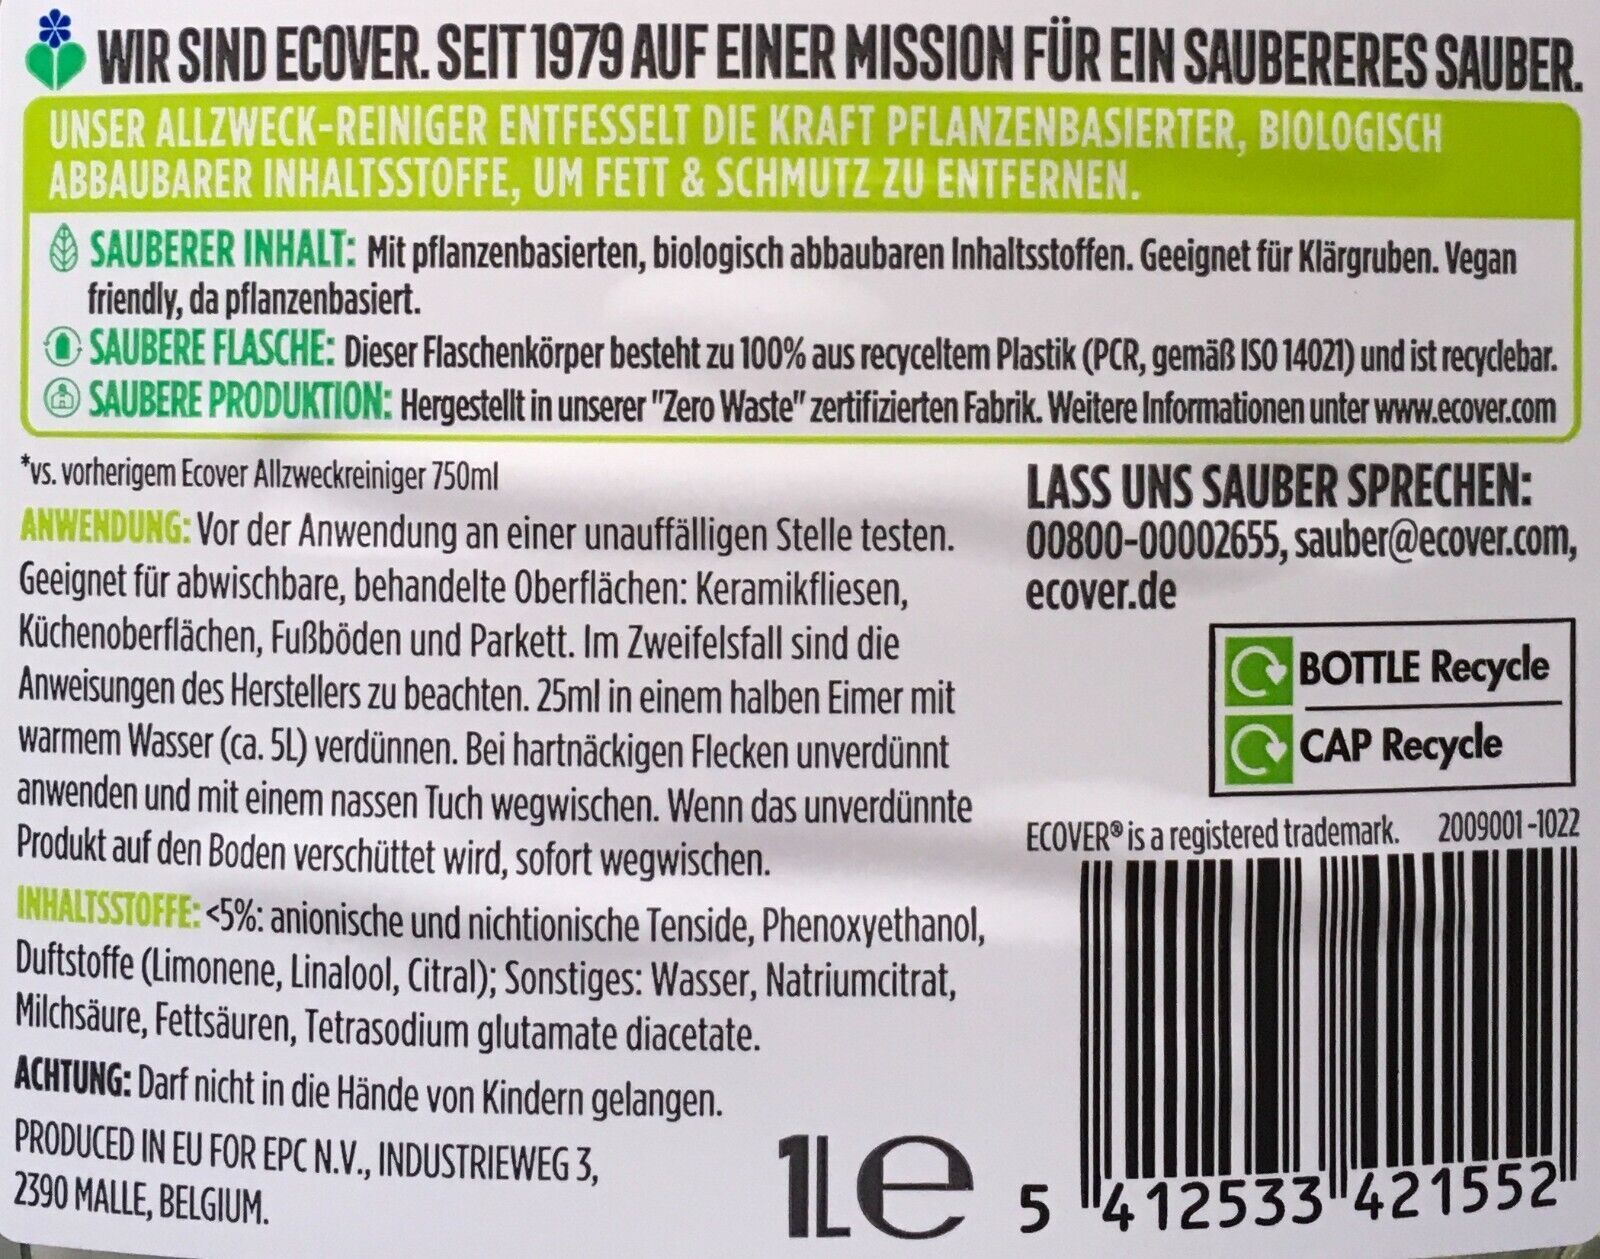 WIR SIND ECOVER. SEIT 1979 AUF EINER MISSION FÜR EIN SAUBERERES SAUBER.
UNSER ALLZWECK-REINIGER ENTFESSELT DIE KRAFT PFLANZENBASIERTER, BIOLOGISCH
ABBAUBARER INHALTSSTOFFE, UM FETT & SCHMUTZ ZU ENTFERNEN.
SAUBERER INHALT: Mit pflanzenbasierten, biologisch abbaubaren Inhaltsstoffen. Geeignet für Klärgruben. Vegan
friendly, da pflanzenbasiert.
SAUBERE FLASCHE: Dieser Flaschenkörper besteht zu 100% aus recyceltem Plastik (PCR, gemäß ISO 14021) und ist recyclebar.
SAUBERE PRODUKTION: Hergestellt in unserer "Zero Waste" zertifizierten Fabrik. Weitere Informationen unter www.ecover.com
*vs. vorherigem Ecover Allzweckreiniger 750ml
ANWENDUNG: Vor der Anwendung an einer unauffälligen Stelle testen.
Geeignet für abwischbare, behandelte Oberflächen: Keramikfliesen,
Küchenoberflächen, Fußböden und Parkett. Im Zweifelsfall sind die
Anweisungen des Herstellers zu beachten. 25ml in einem halben Eimer mit
warmem Wasser (ca. 5L) verdünnen. Bei hartnäckigen Flecken unverdünnt
anwenden und mit einem nassen Tuch wegwischen. Wenn das unverdünnte
Produkt auf den Boden verschüttet wird, sofort wegwischen.
INHALTSSTOFFE: <5%: anionische und nichtionische Tenside, Phenoxyethanol,
Duftstoffe (Limonene, Linalool, Citral); Sonstiges: Wasser, Natriumcitrat,
Milchsäure, Fettsäuren, Tetrasodium glutamate diacetate.
ACHTUNG: Darf nicht in die Hände von Kindern gelangen.
PRODUCED IN EU FOR EPC N.V., INDUSTRIEWEG 3,
2390 MALLE, BELGIUM.
1L e
LASS UNS SAUBER SPRECHEN:
00800-00002655, sauber@ecover.com,
ecover.de
BOTTLE Recycle
CAP Recycle
ECOVER® is a registered trademark. 2009001-1022
5 412533 421552